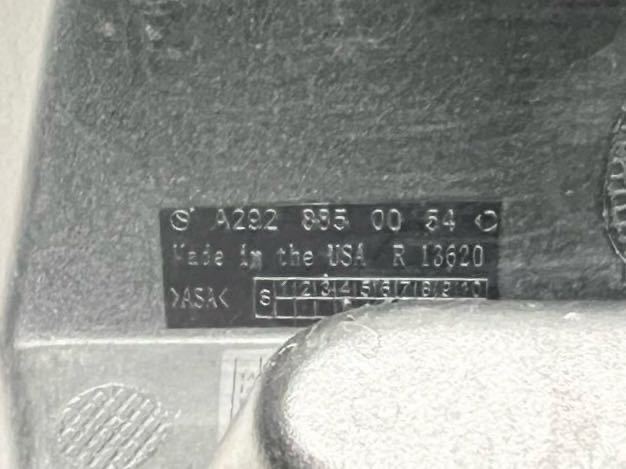 A292 885 00 54
Made in the USA R 13620
>ASA<
S 1 2 3 4 5 6 7 8 9 10